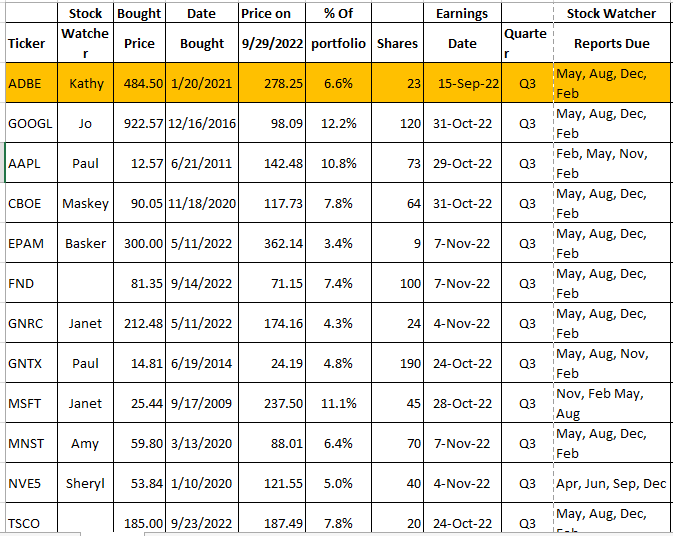 Stock Bought Date Price on % Of Earnings Stock Watcher
Ticker Watche r Price Bought 9/29/2022 portfolio Shares Date Quarte r Reports Due
ADBE Kathy 484.50 1/20/2021 278.25 6.6% 23 15-Sep-22 Q3 May, Aug, Dec, Feb
GOOGL Jo 922.57 12/16/2016 98.09 12.2% 120 31-Oct-22 Q3 May, Aug, Dec, Feb
AAPL Paul 12.57 6/21/2011 142.48 10.8% 73 29-Oct-22 Q3 Feb, May, Nov, Feb
CBOE Maskey 90.05 11/18/2020 117.73 7.8% 64 31-Oct-22 Q3 May, Aug, Dec, Feb
EPAM Basker 300.00 5/11/2022 362.14 3.4% 9 7-Nov-22 Q3 May, Aug, Dec, Feb
FND 81.35 9/14/2022 71.15 7.4% 100 7-Nov-22 Q3 May, Aug, Dec, Feb
GNRC Janet 212.48 5/11/2022 174.16 4.3% 24 4-Nov-22 Q3 May, Aug, Dec, Feb
GNTX Paul 14.81 6/19/2014 24.19 4.8% 190 24-Oct-22 Q3 May, Aug, Nov, Feb
MSFT Janet 25.44 9/17/2009 237.50 11.1% 45 28-Oct-22 Q3 Nov, Feb May, Aug
MNST Amy 59.80 3/13/2020 88.01 6.4% 70 7-Nov-22 Q3 May, Aug, Dec, Feb
NVE5 Sheryl 53.84 1/10/2020 121.55 5.0% 40 4-Nov-22 Q3 Apr, Jun, Sep, Dec
TSCO 185.00 9/23/2022 187.49 7.8% 20 24-Oct-22 Q3 May, Aug, Dec,